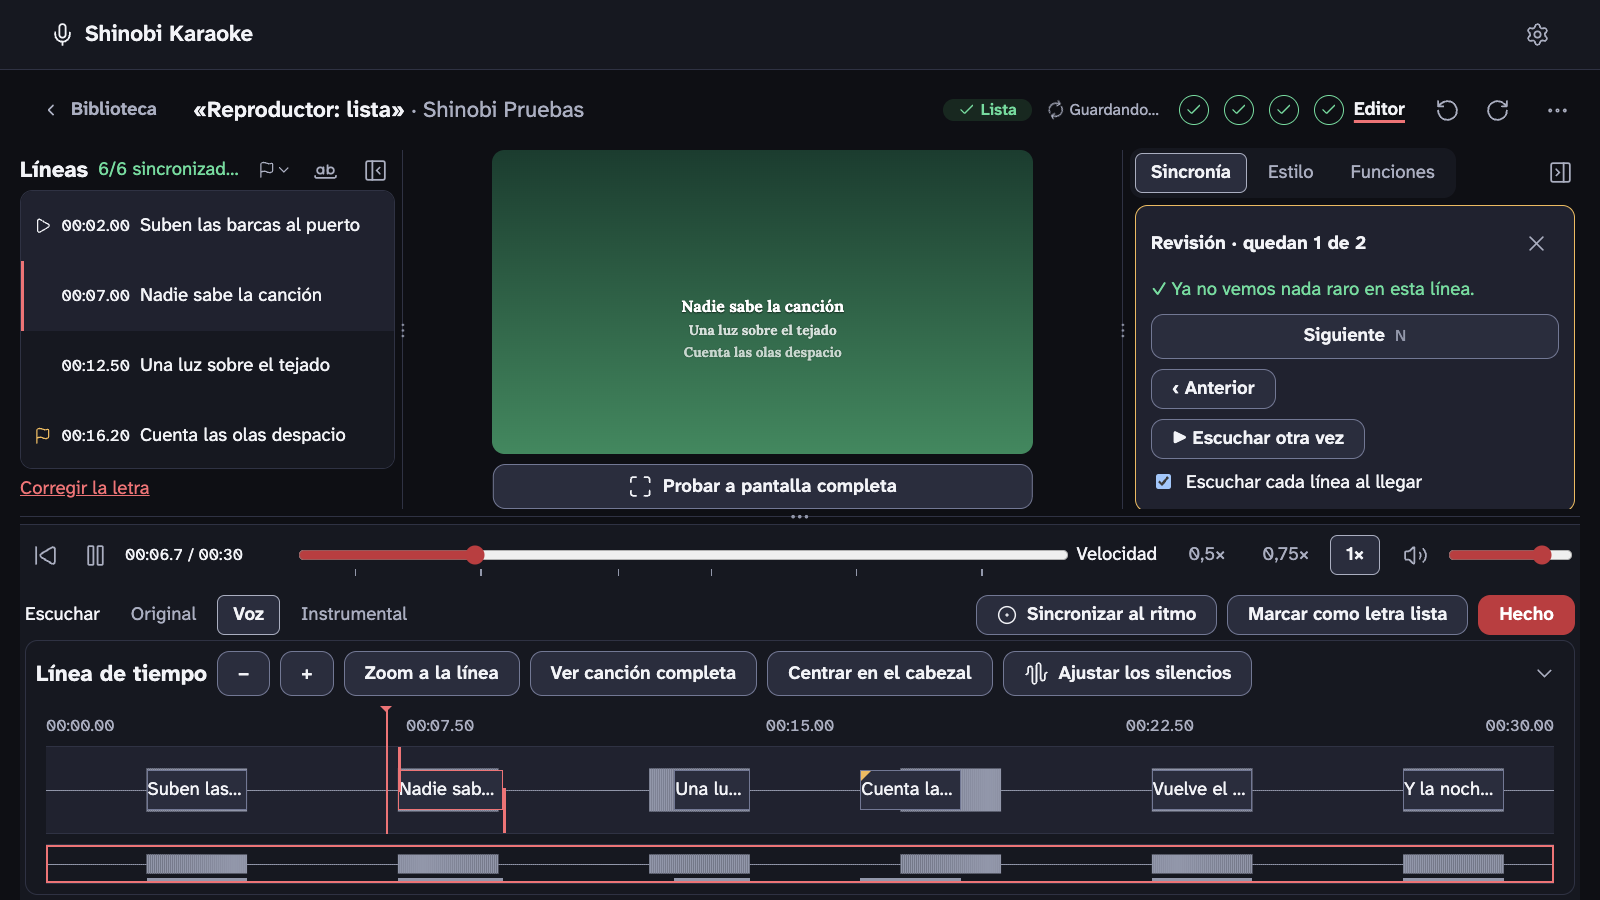 Shinobi Karaoke
Biblioteca
«Reproductor: lista» · Shinobi Pruebas
Lista
Guardando...
Editor
Líneas
6/6 sincronizad...
ab
00:02.00 Suben las barcas al puerto
00:07.00 Nadie sabe la canción
00:12.50 Una luz sobre el tejado
00:16.20 Cuenta las olas despacio
Corregir la letra
Nadie sabe la canción
Una luz sobre el tejado
Cuenta las olas despacio
Probar a pantalla completa
Sincronía
Estilo
Funciones
Revisión · quedan 1 de 2
✓ Ya no vemos nada raro en esta línea.
Siguiente N
‹ Anterior
Escuchar otra vez
Escuchar cada línea al llegar
00:06.7 / 00:30
Velocidad
0,5×
0,75×
1×
Escuchar
Original
Voz
Instrumental
Sincronizar al ritmo
Marcar como letra lista
Hecho
Línea de tiempo
−
+
Zoom a la línea
Ver canción completa
Centrar en el cabezal
Ajustar los silencios
00:00.00
00:07.50
00:15.00
00:22.50
00:30.00
Suben las...
Nadie sab...
Una lu...
Cuenta la...
Vuelve el ...
Y la noch...